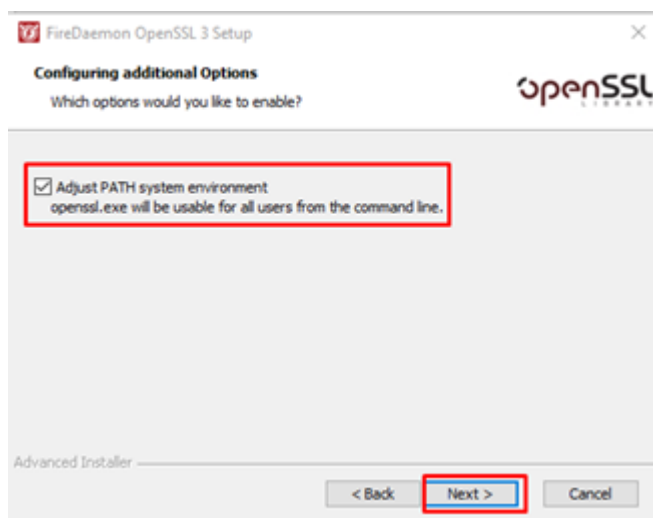 FireDaemon OpenSSL 3 Setup
Configuring additional Options
Which options would you like to enable?
OpenSSL
LIBRARY
Adjust PATH system environment
openssl.exe will be usable for all users from the command line.
Advanced Installer
< Back Next > Cancel